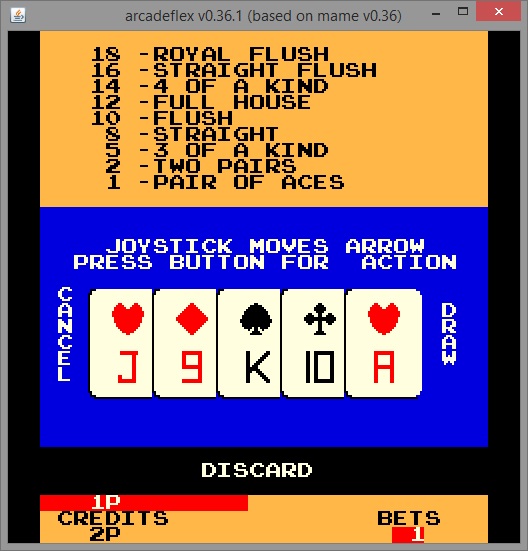 arcadeflex v0.36.1 (based on mame v0.36)
18 -ROYAL FLUSH
16 -STRAIGHT FLUSH
14 -4 OF A KIND
12 -FULL HOUSE
10 -FLUSH
8 -STRAIGHT
5 -3 OF A KIND
2 -TWO PAIRS
1 -PAIR OF ACES
JOYSTICK MOVES ARROW
PRESS BUTTON FOR ACTION
CANCEL
J 9 K 10 A
DRAW
DISCARD
1P
CREDITS BETS
2P 1